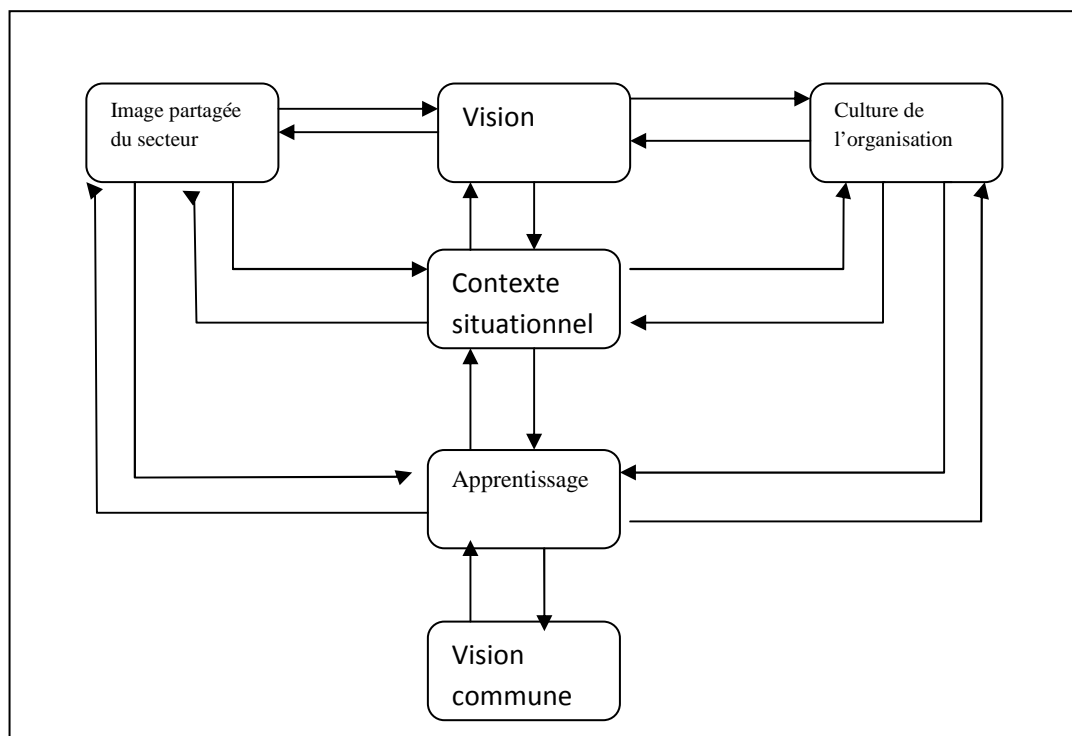 Image partagée
du secteur
Vision
Culture de
l’organisation
Contexte
situationnel
Apprentissage
Vision
commune